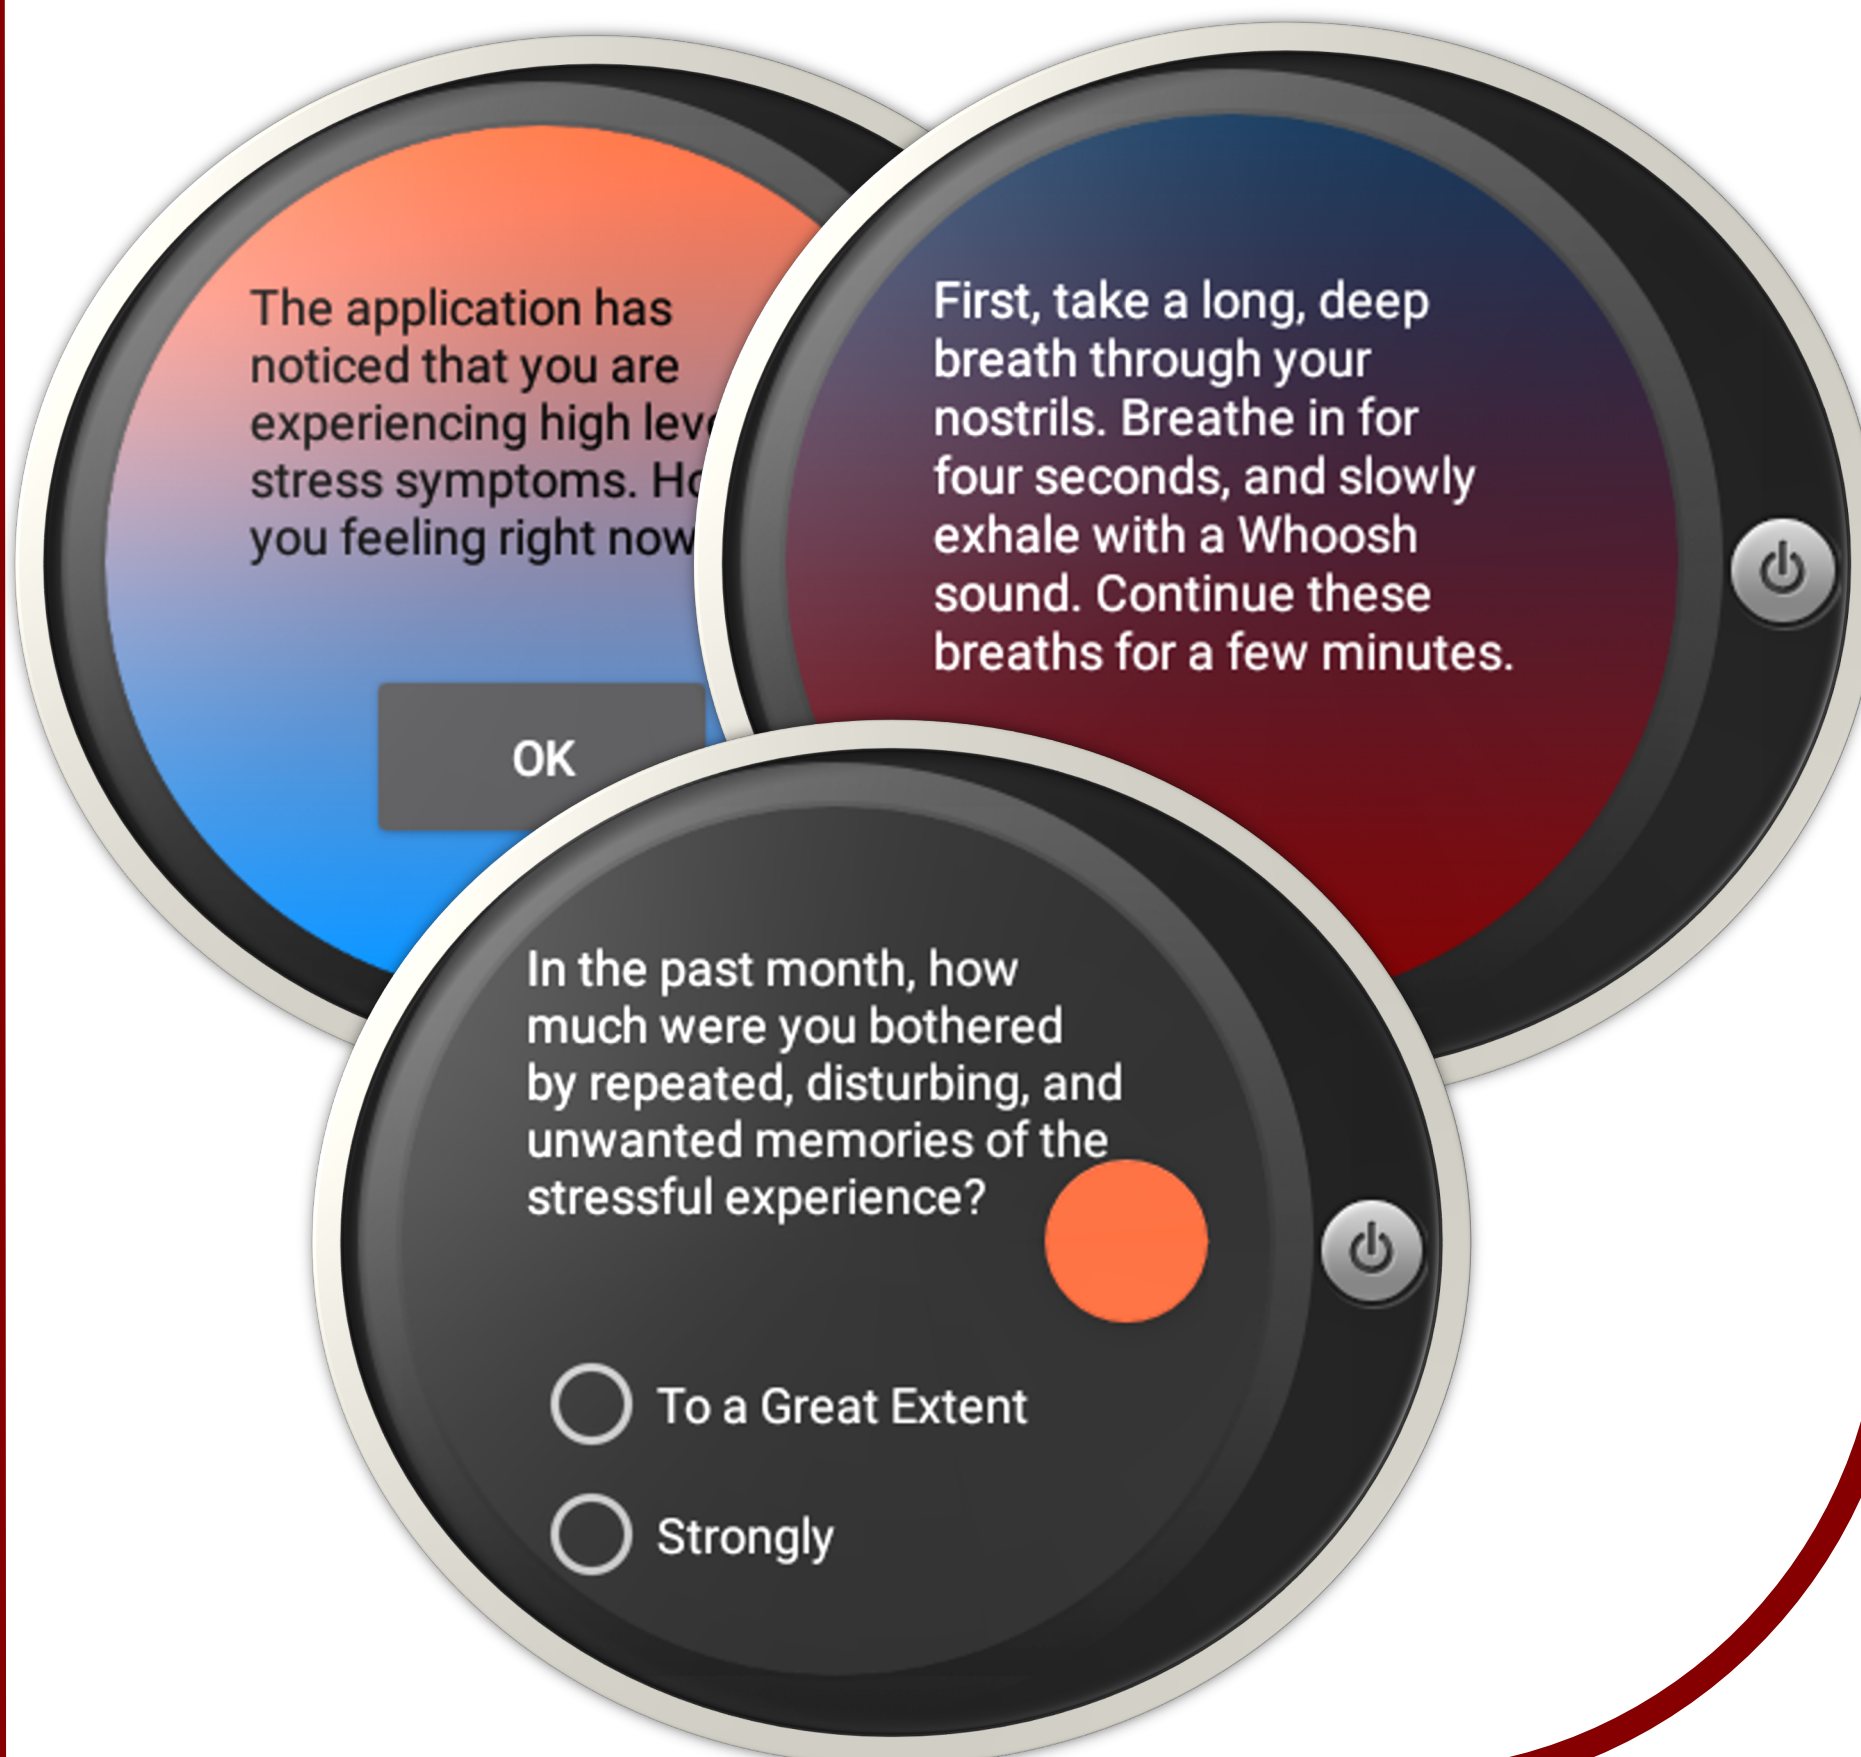 The application has
noticed that you are
experiencing high
stress symptoms.
you feeling right now
OK
First, take a long, deep
breath through your
nostrils. Breathe in for
four seconds, and slowly
exhale with a Whoosh
sound. Continue these
breaths for a few minutes.
In the past month, how
much were you bothered
by repeated, disturbing, and
unwanted memories of the
stressful experience?
To a Great Extent
Strongly